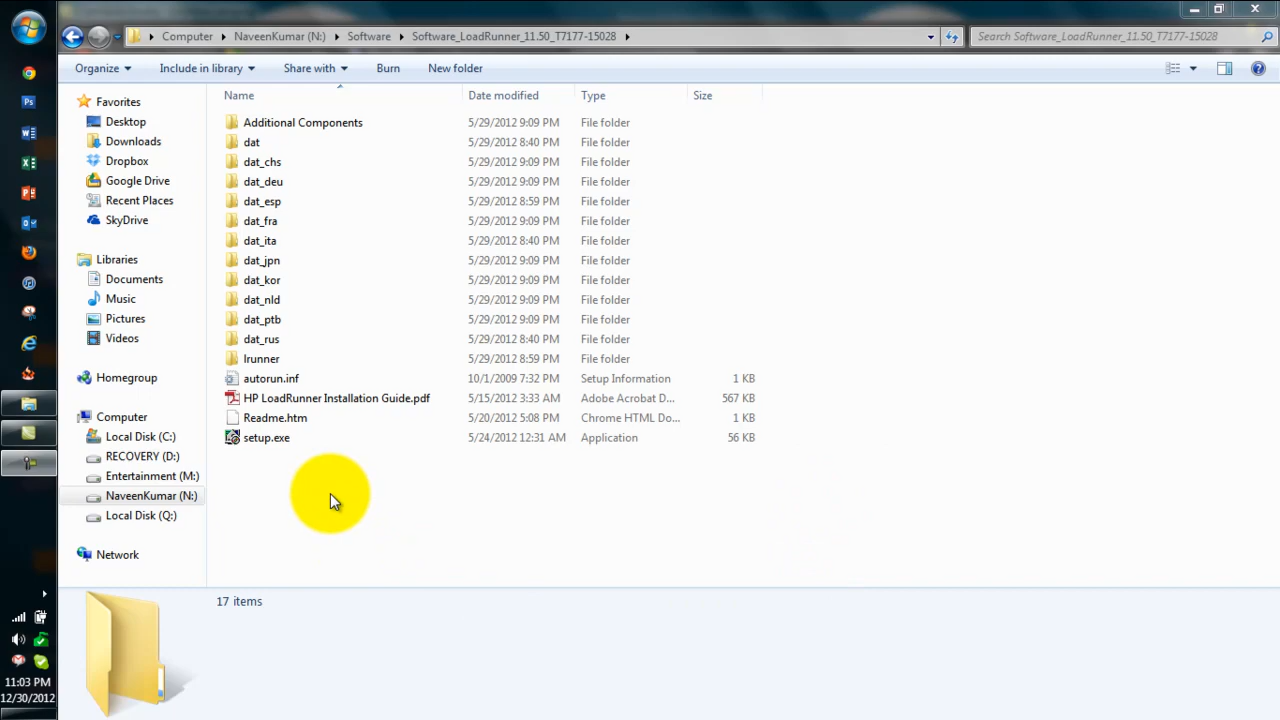 Computer NaveenKumar (N:) Software Software_LoadRunner_11.50_T7177-15028 Search Software_LoadRunner_11.50_T7177-15028
Organize Include in library Share with Burn New folder
Name Date modified Type Size
Favorites
Desktop
Downloads
Dropbox
Google Drive
Recent Places
SkyDrive
Libraries
Documents
Music
Pictures
Videos
Homegroup
Computer
Local Disk (C:)
RECOVERY (D:)
Entertainment (M:)
NaveenKumar (N:)
Local Disk (Q:)
Network
Additional Components 5/29/2012 9:09 PM File folder
dat 5/29/2012 8:40 PM File folder
dat_chs 5/29/2012 9:09 PM File folder
dat_deu 5/29/2012 9:09 PM File folder
dat_esp 5/29/2012 8:59 PM File folder
dat_fra 5/29/2012 9:09 PM File folder
dat_ita 5/29/2012 8:40 PM File folder
dat_jpn 5/29/2012 9:09 PM File folder
dat_kor 5/29/2012 9:09 PM File folder
dat_nld 5/29/2012 9:09 PM File folder
dat_ptb 5/29/2012 9:09 PM File folder
dat_rus 5/29/2012 8:40 PM File folder
lrunner 5/29/2012 8:59 PM File folder
autorun.inf 10/1/2009 7:32 PM Setup Information 1 KB
HP LoadRunner Installation Guide.pdf 5/15/2012 3:33 AM Adobe Acrobat D... 567 KB
Readme.htm 5/20/2012 5:08 PM Chrome HTML Do... 1 KB
setup.exe 5/24/2012 12:31 AM Application 56 KB
17 items
Ps
11:03 PM
12/30/2012